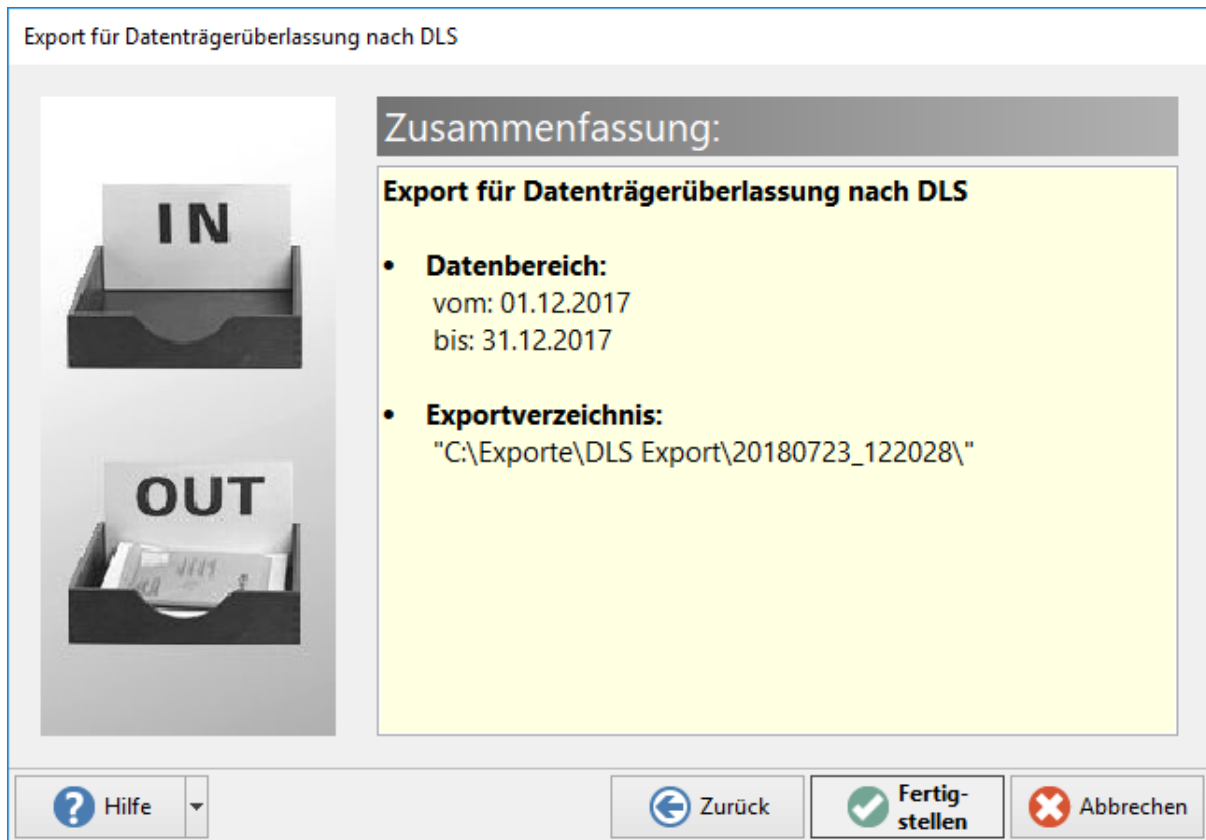 Export für Datenträgerüberlassung nach DLS
IN
OUT
Zusammenfassung:
Export für Datenträgerüberlassung nach DLS
• Datenbereich:
vom: 01.12.2017
bis: 31.12.2017
• Exportverzeichnis:
"C:\Exporte\DLS Export\20180723_122028\"
Hilfe
Zurück
Fertig-
stellen
Abbrechen